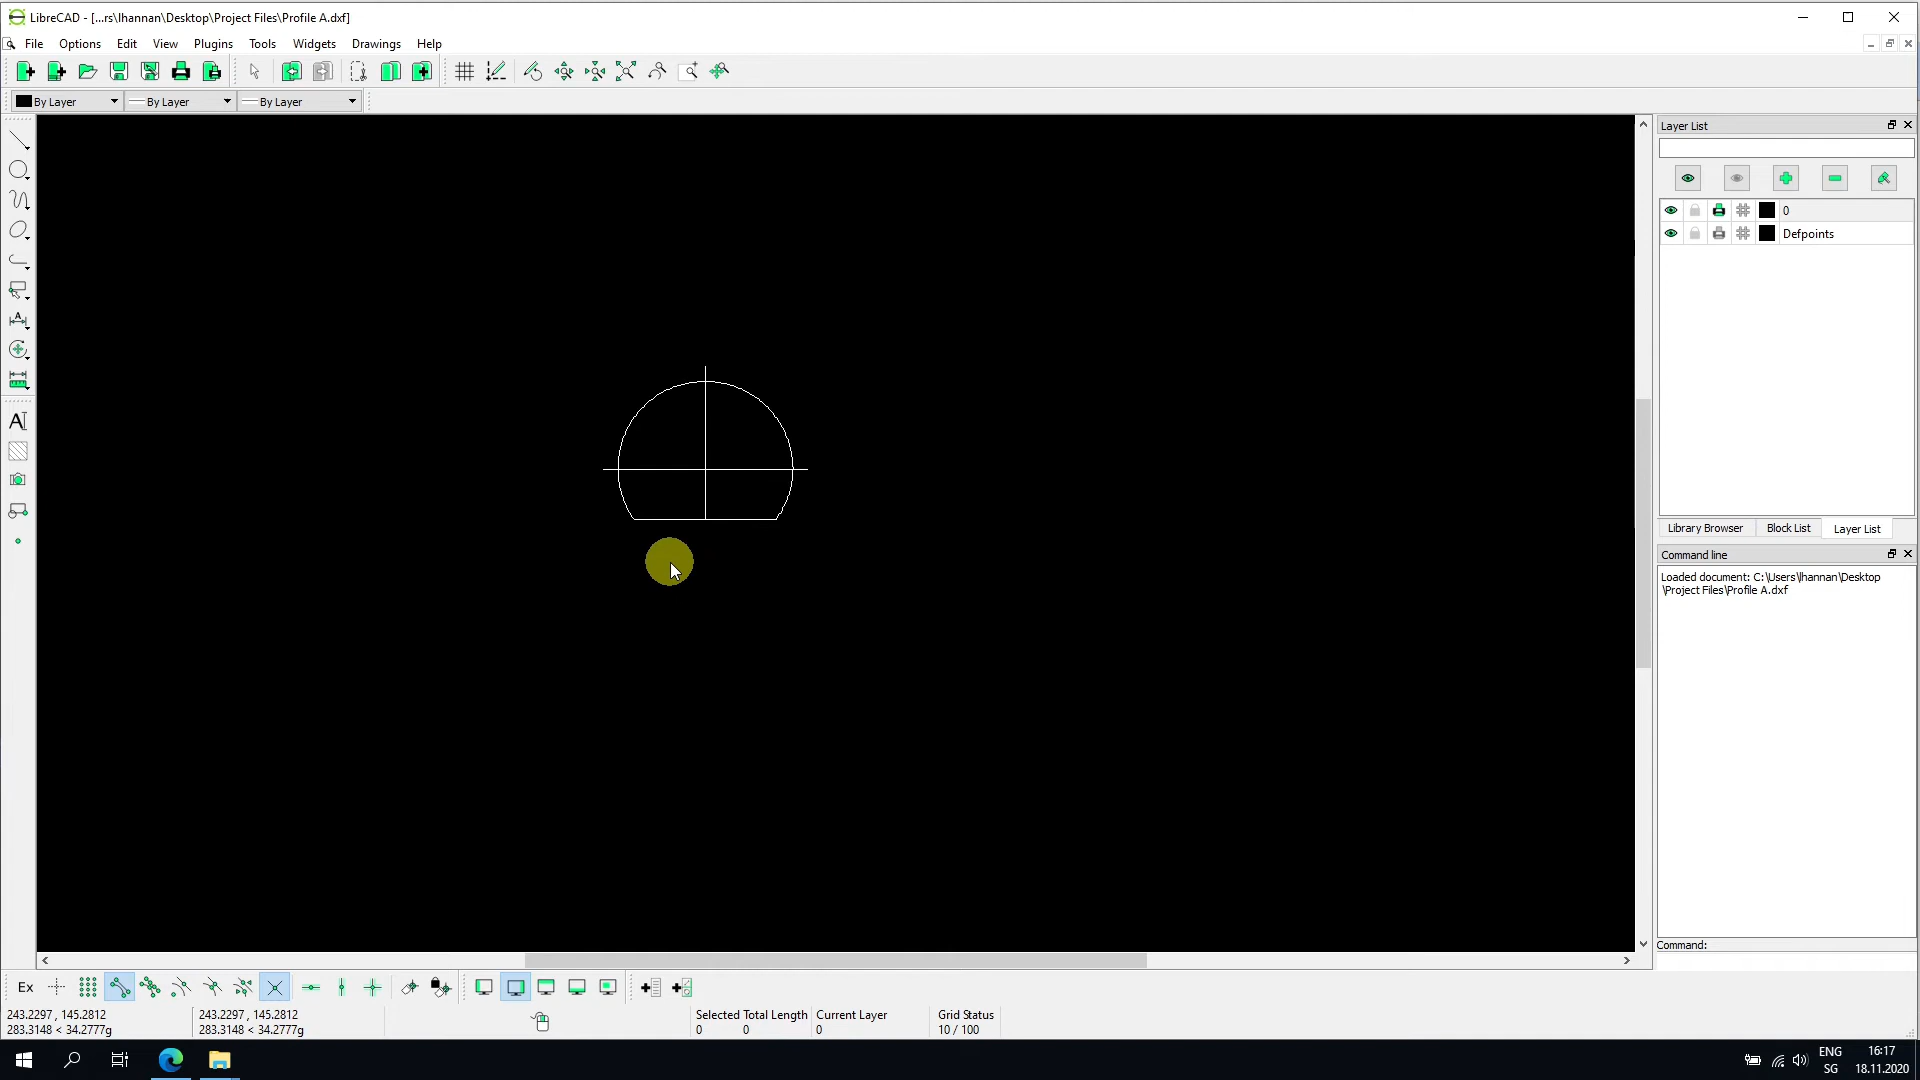 LibreCAD - [...rs\lhannan\Desktop\Project Files\Profile A.dxf]
File Options Edit View Plugins Tools Widgets Drawings Help
By Layer By Layer By Layer
Layer List
0
Defpoints
A
A
Library Browser Block List Layer List
Command line
Loaded document: C:\Users\lhannan\Desktop
\Project Files\Profile A.dxf
Command:
Ex
243.2297 , 145.2812 243.2297 , 145.2812 Selected Total Length Current Layer Grid Status
283.3148 < 34.2777g 283.3148 < 34.2777g 0 0 0 10 / 100
ENG 16:17
SG 18.11.2020